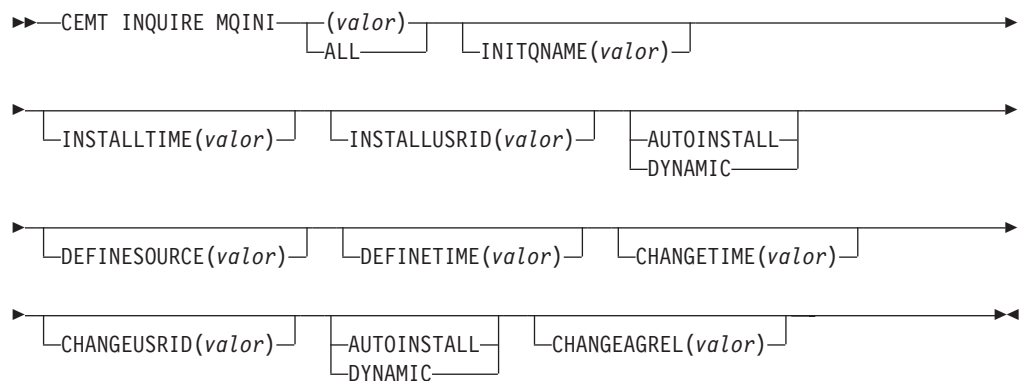 CEMT INQUIRE MQINI (valor) INITQNAME(valor)
ALL
INSTALLTIME(valor) INSTALLUSRID(valor) AUTOINSTALL
DYNAMIC
DEFINESOURCE(valor) DEFINETIME(valor) CHANGETIME(valor)
CHANGEUSRID(valor) AUTOINSTALL CHANGEAGREL(valor)
DYNAMIC